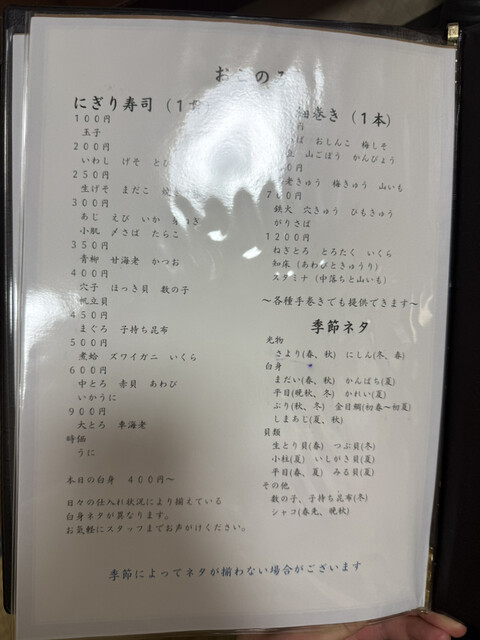 おこのみ
にぎり寿司(1貫)
100円
玉子
200円
いわし げそ
250円
生げそ まだこ
300円
あじ えび いか
小肌 〆さば たらこ
350円
青柳 甘海老 かつお
400円
穴子 ほっき貝 数の子
帆立貝
450円
まぐろ 子持ち昆布
500円
煮蛤 ズワイガニ いくら
600円
中とろ 赤貝 あわび
いかうに
900円
大とろ 車海老
時価
うに
本日の白身 400円~
日々の仕入れ状況により揃えている
白身ネタが異なります。
お気軽にスタッフまでお声がけください。
細巻き(1本)
おしんこ 梅しそ
山ごぼう かんぴょう
梅きゅう 山いも
鉄火 穴きゅう ひもきゅう
がりさば
1200円
ねぎとろ とろたく いくら
知床(あわびときゅうり)
スタミナ(中落ちと山いも)
~各種手巻きでも提供できます~
季節ネタ
光物
さより(春、秋) にしん(冬、春)
白身
まだい(春、秋) かんぱち(夏)
平目(晩秋、冬) かれい(夏)
ぶり(秋、冬) 金目鯛(初春~初夏)
しまあじ(夏、秋)
貝類
生とり貝(春) つぶ貝(冬)
小柱(夏) いしがき貝(夏)
平貝(春、夏) みる貝(夏)
その他
数の子、子持ち昆布(冬)
シャコ(春先、晩秋)
季節によってネタが揃わない場合がございます